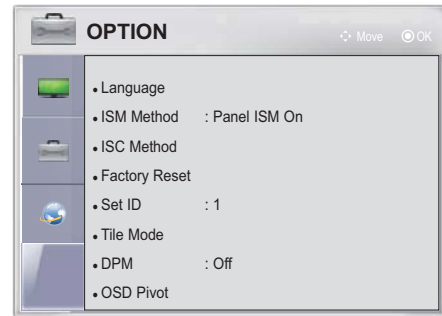 OPTION
Move OK
• Language
• ISM Method : Panel ISM On
• ISC Method
• Factory Reset
• Set ID : 1
• Tile Mode
• DPM : Off
• OSD Pivot